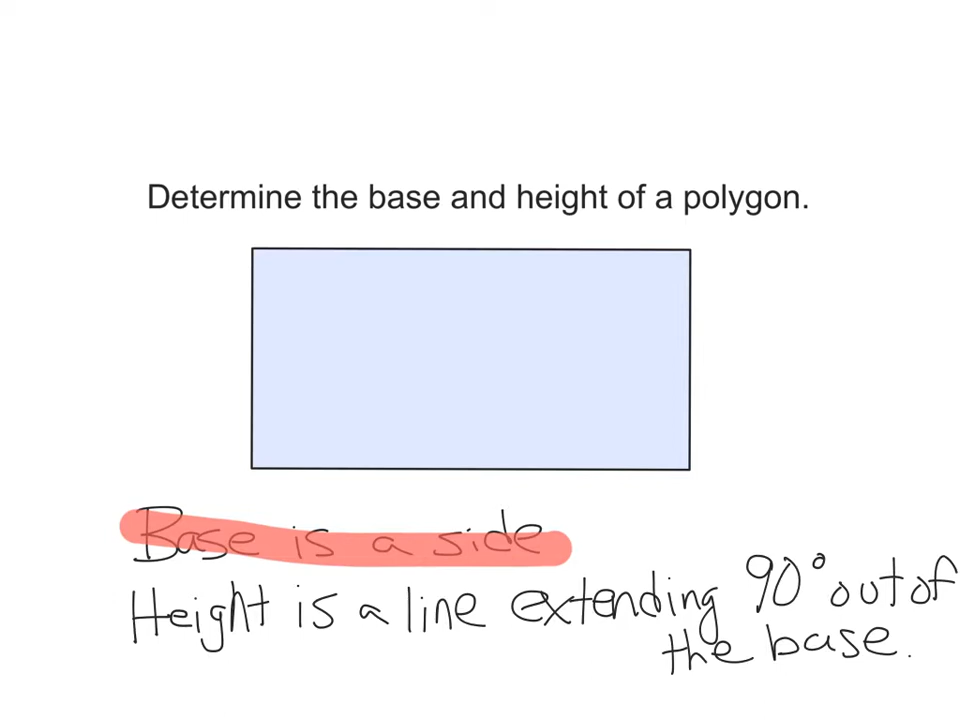 Determine the base and height of a polygon.
Base is a side
Height is a line extending 90° out of
the base.